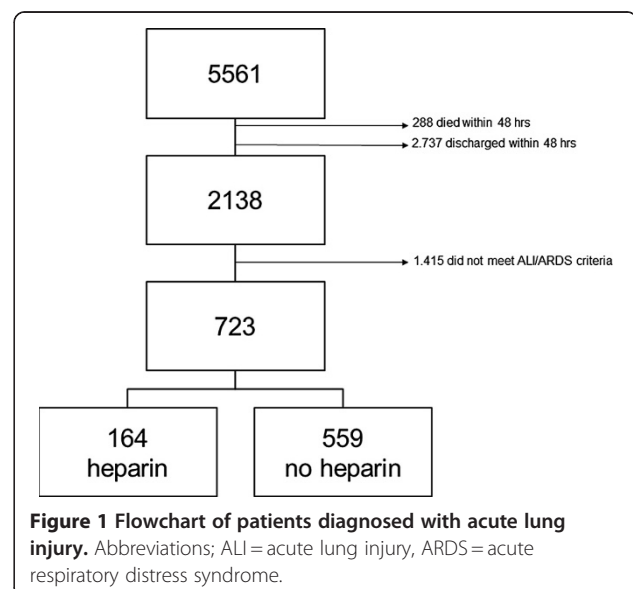 5561
288 died within 48 hrs
2.737 discharged within 48 hrs
2138
1.415 did not meet ALI/ARDS criteria
723
164
heparin
559
no heparin
Figure 1 Flowchart of patients diagnosed with acute lung
injury. Abbreviations; ALI = acute lung injury, ARDS = acute
respiratory distress syndrome.